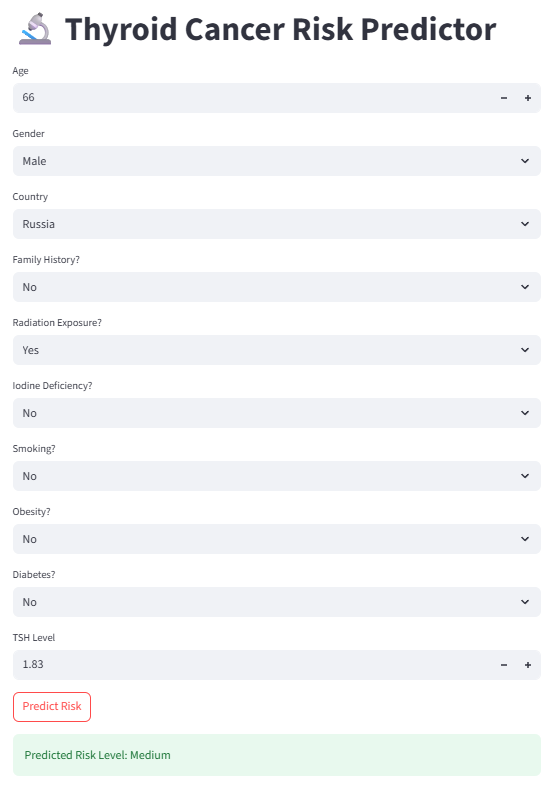 Thyroid Cancer Risk Predictor
Age
66
Gender
Male
Country
Russia
Family History?
No
Radiation Exposure?
Yes
Iodine Deficiency?
No
Smoking?
No
Obesity?
No
Diabetes?
No
TSH Level
1.83
Predict Risk
Predicted Risk Level: Medium